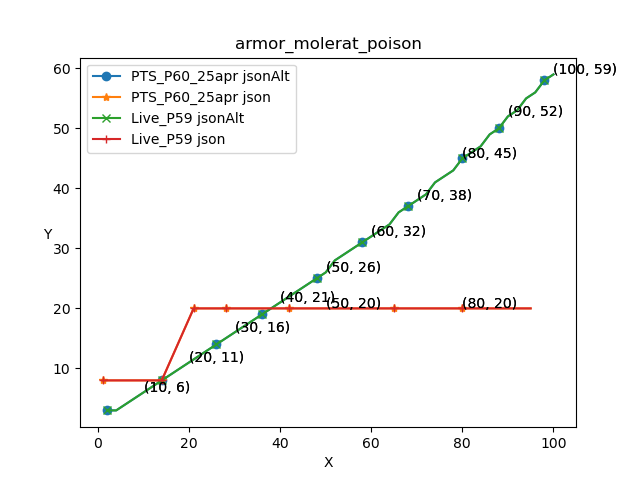 armor_molerat_poison
PTS_P60_25apr jsonAlt
PTS_P60_25apr json
Live_P59 jsonAlt
Live_P59 json
(100, 59)
(90, 52)
(80, 45)
(70, 38)
(60, 32)
(50, 26)
(40, 21)
(50, 20)
(80, 20)
(30, 16)
(20, 11)
(10, 6)
60
50
40
30
20
10
Y
0 20 40 60 80 100
X